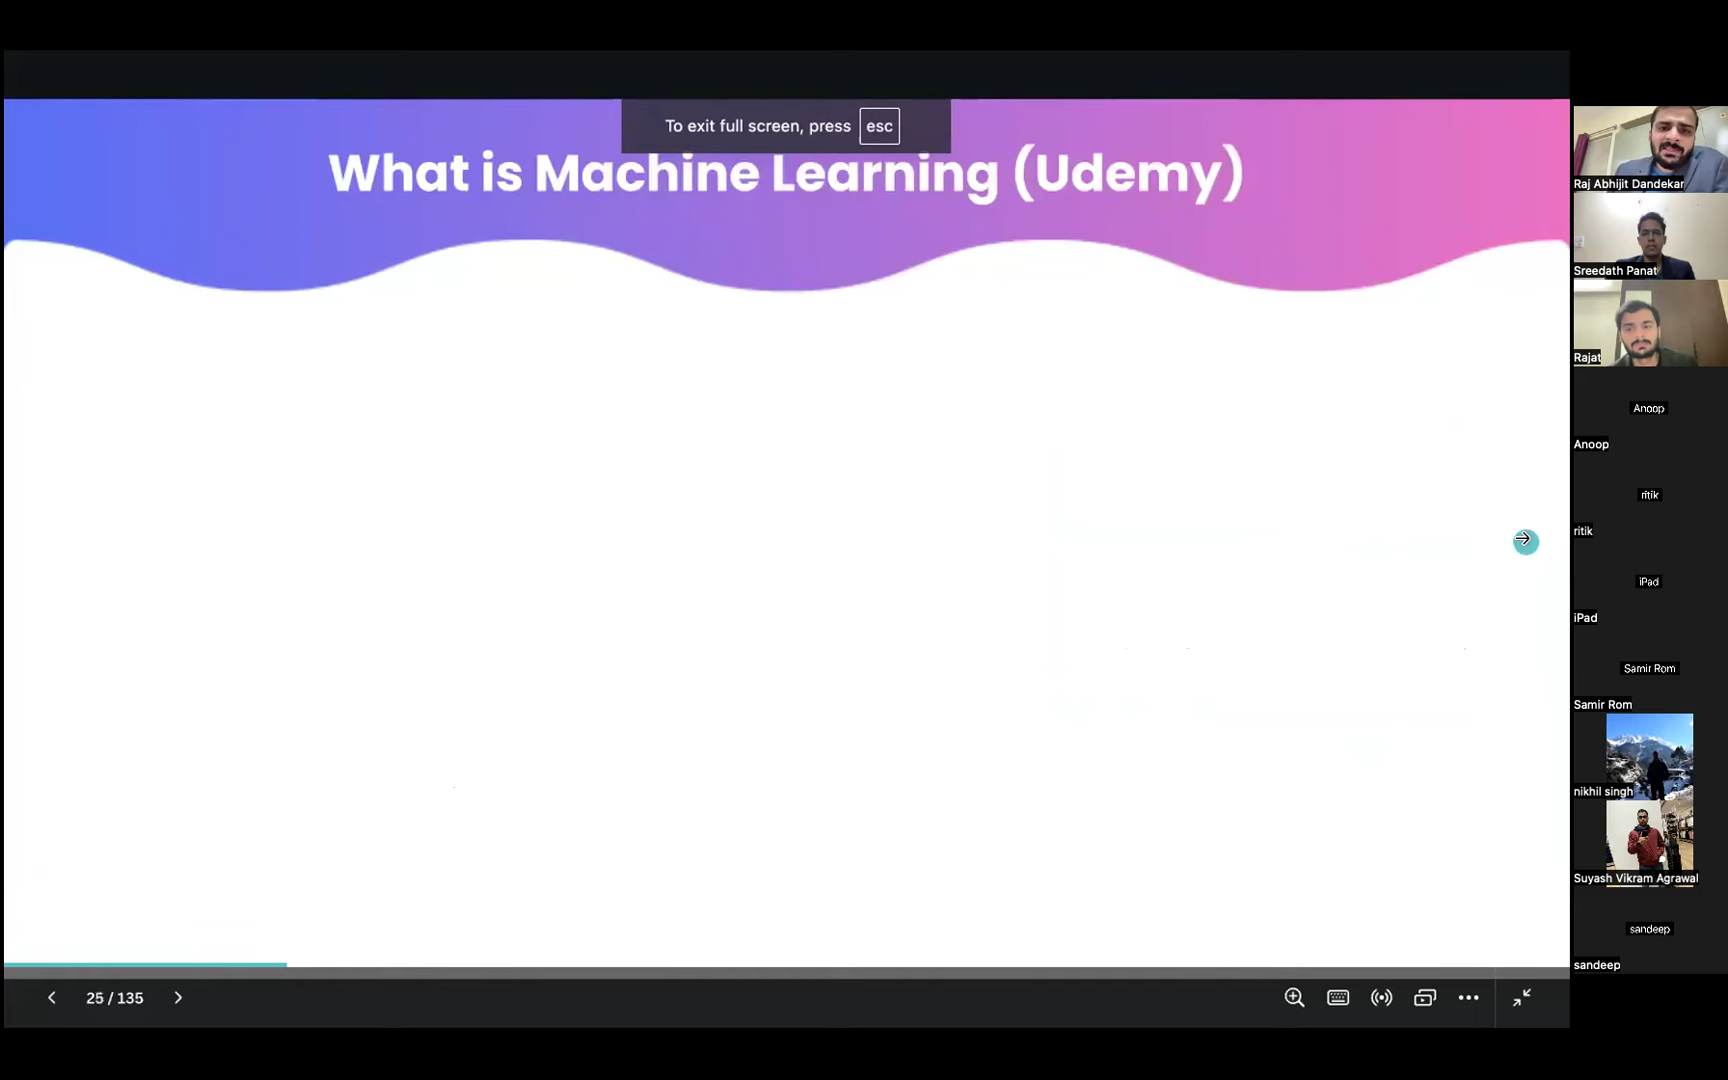 To exit full screen, press esc
What is Machine Learning (Udemy)
25 / 135
Raj Abhijit Dandekar
Sreedath Panat
Rajat
Anoop
Anoop
ritik
ritik
iPad
iPad
Samir Rom
Samir Rom
nikhil singh
Suyash Vikram Agrawal
sandeep
sandeep